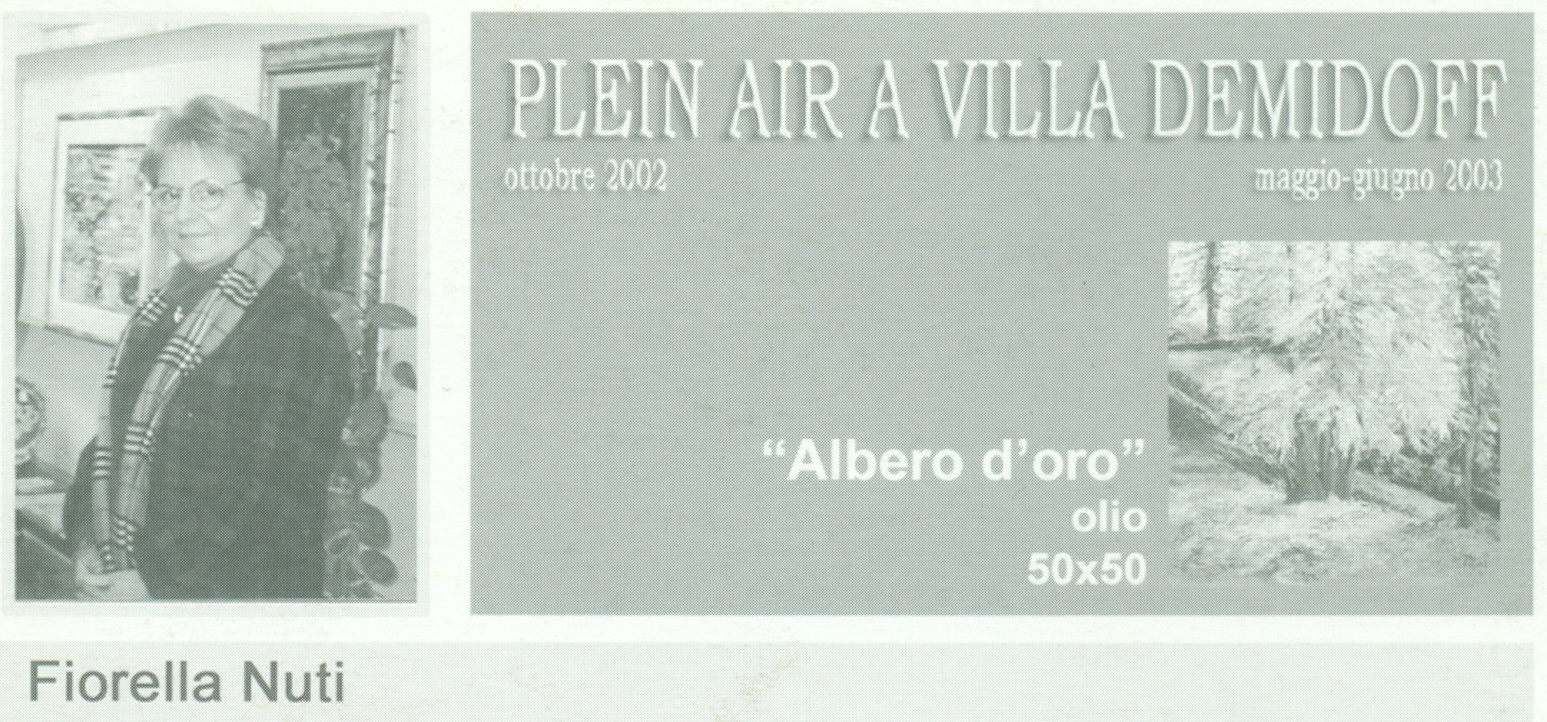 PLEIN AIR A VILLA DEMIDOFF
ottobre 2002
maggio-giugno 2003
“Albero d’oro”
olio
50x50
Fiorella Nuti